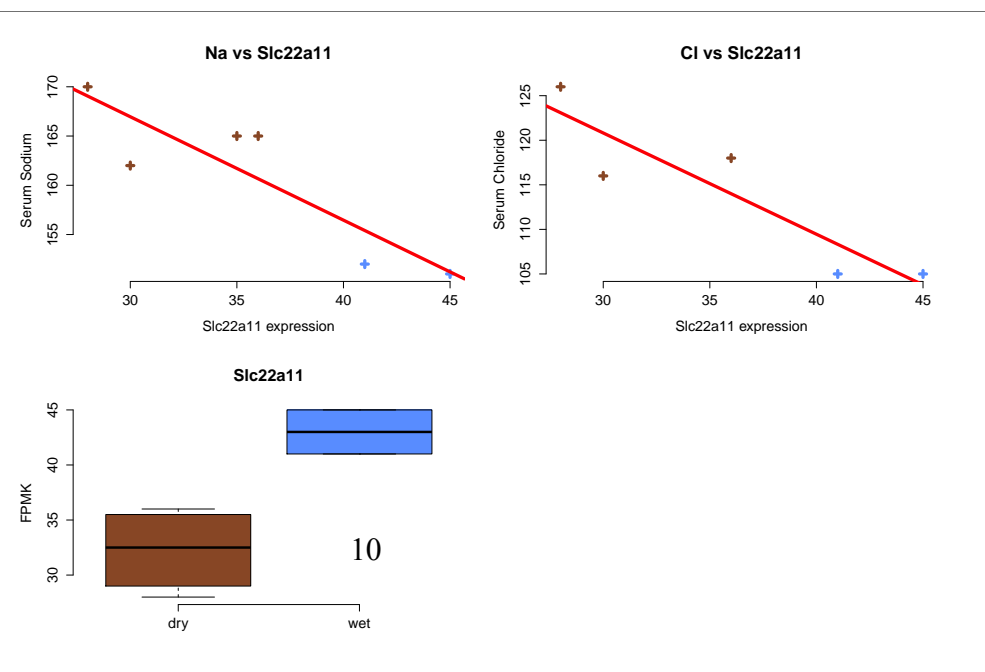 Na vs Slc22a11
170
165
160
155
Serum Sodium
30 35 40 45
Slc22a11 expression
Cl vs Slc22a11
125
120
115
110
105
Serum Chloride
30 35 40 45
Slc22a11 expression
Slc22a11
45
40
35
30
FPMK
10
dry wet